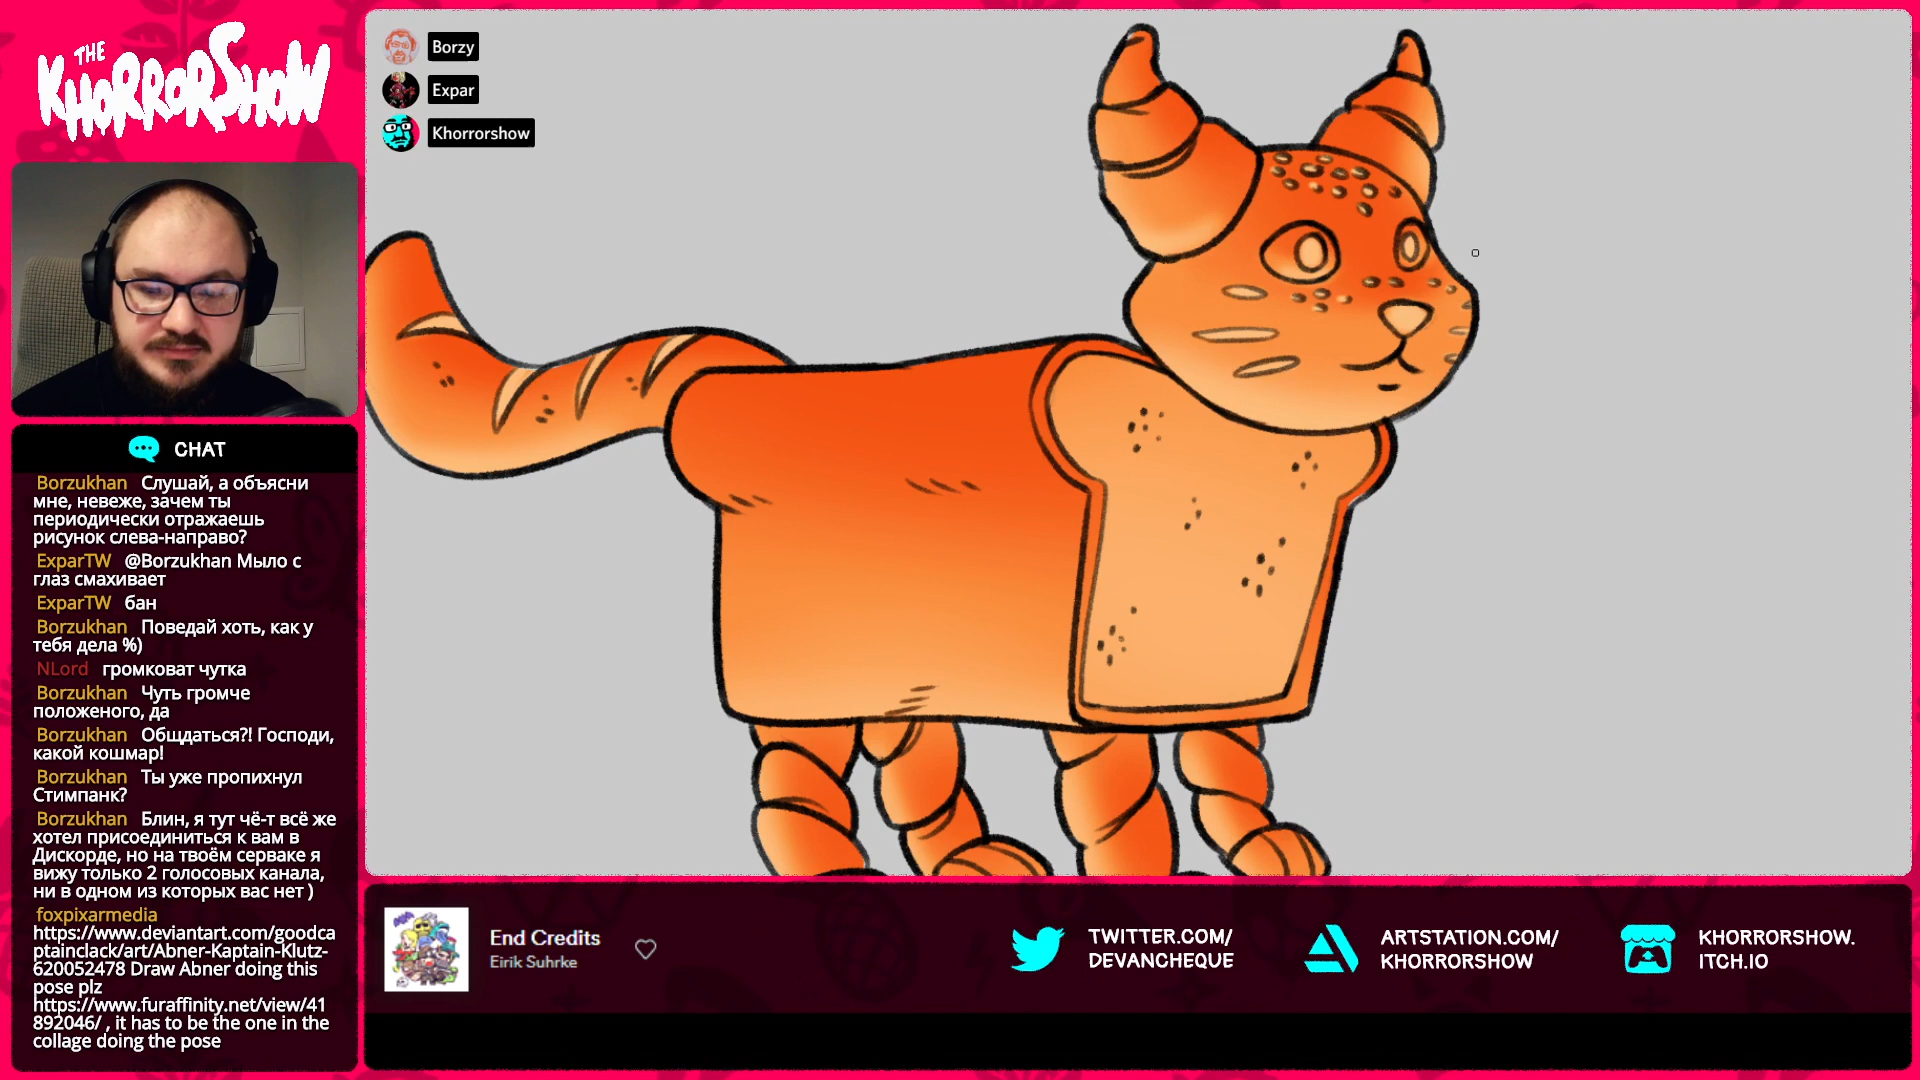 THE
KHORRORSHOW
Borzy
Expar
Khorrorshow
CHAT
Borzukhan Слушай, а объясни
мне, невеже, зачем ты
периодически отражаешь
рисунок слева-направо?
ExparTW @Borzukhan Мыло с
глаз смахивает
ExparTW бан
Borzukhan Поведай хоть, как у
тебя дела %)
NLord громковат чутка
Borzukhan Чуть громче
положеного, да
Borzukhan Общдаться?! Господи,
какой кошмар!
Borzukhan Ты уже пропихнул
Стимпанк?
Borzukhan Блин, я тут чё-т всё же
хотел присоединиться к вам в
Дискорде, но на твоём серваке я
вижу только 2 голосовых канала,
ни в одном из которых вас нет )
foxpixarmedia
https://www.deviantart.com/goodca
ptainclack/art/Abner-Kaptain-Klutz-
620052478 Draw Abner doing this
pose plz
https://www.furaffinity.net/view/41
892046/ , it has to be the one in the
collage doing the pose
End Credits
Eirik Suhrke
TWITTER.COM/
DEVANCHEQUE
ARTSTATION.COM/
KHORRORSHOW
KHORRORSHOW.
ITCH.IO